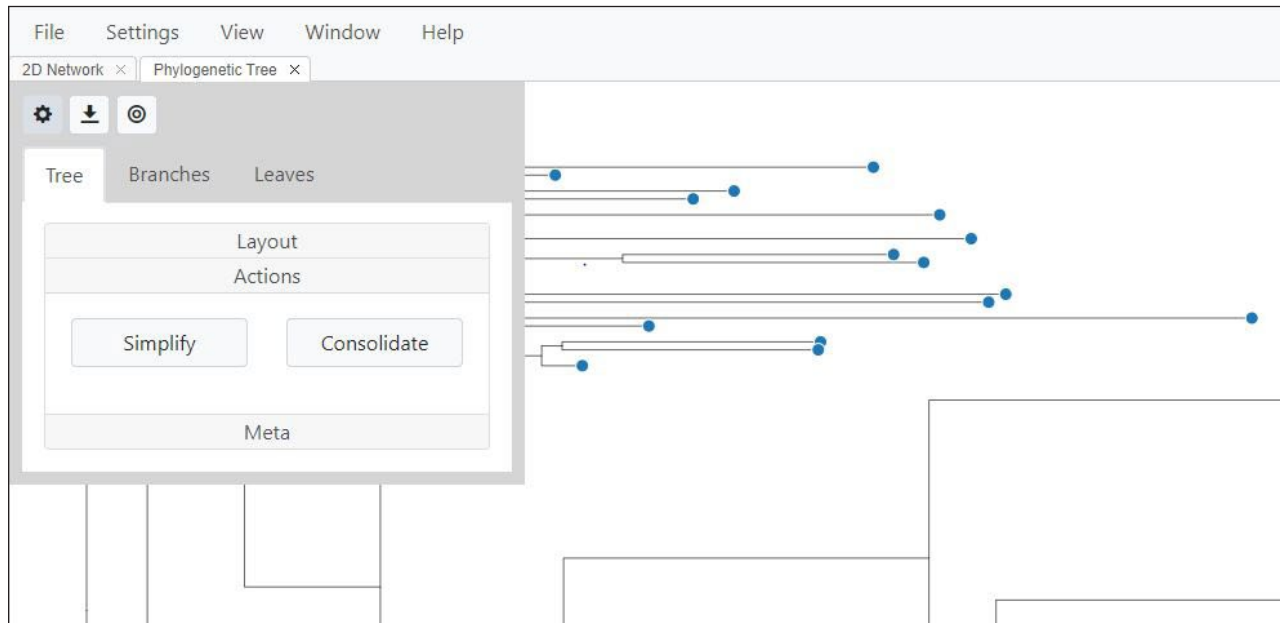 File Settings View Window Help
2D Network × Phylogenetic Tree ×
Tree Branches Leaves
Layout
Actions
Simplify Consolidate
Meta